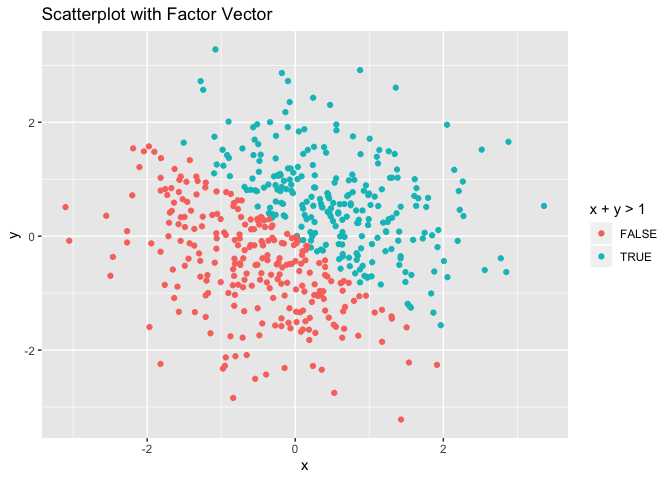 Scatterplot with Factor Vector
y
2
0
-2
-2
0
2
x
x + y > 1
FALSE
TRUE